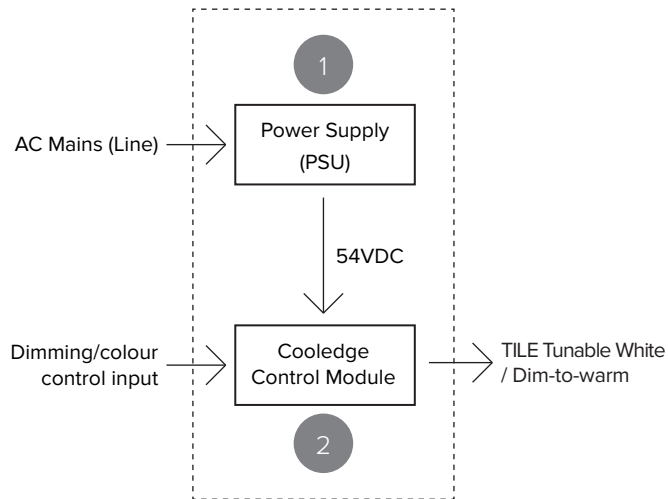 1
Power Supply
(PSU)
AC Mains (Line)
54VDC
Dimming/colour
control input
Cooledge
Control Module
TILE Tunable White
/ Dim-to-warm
2